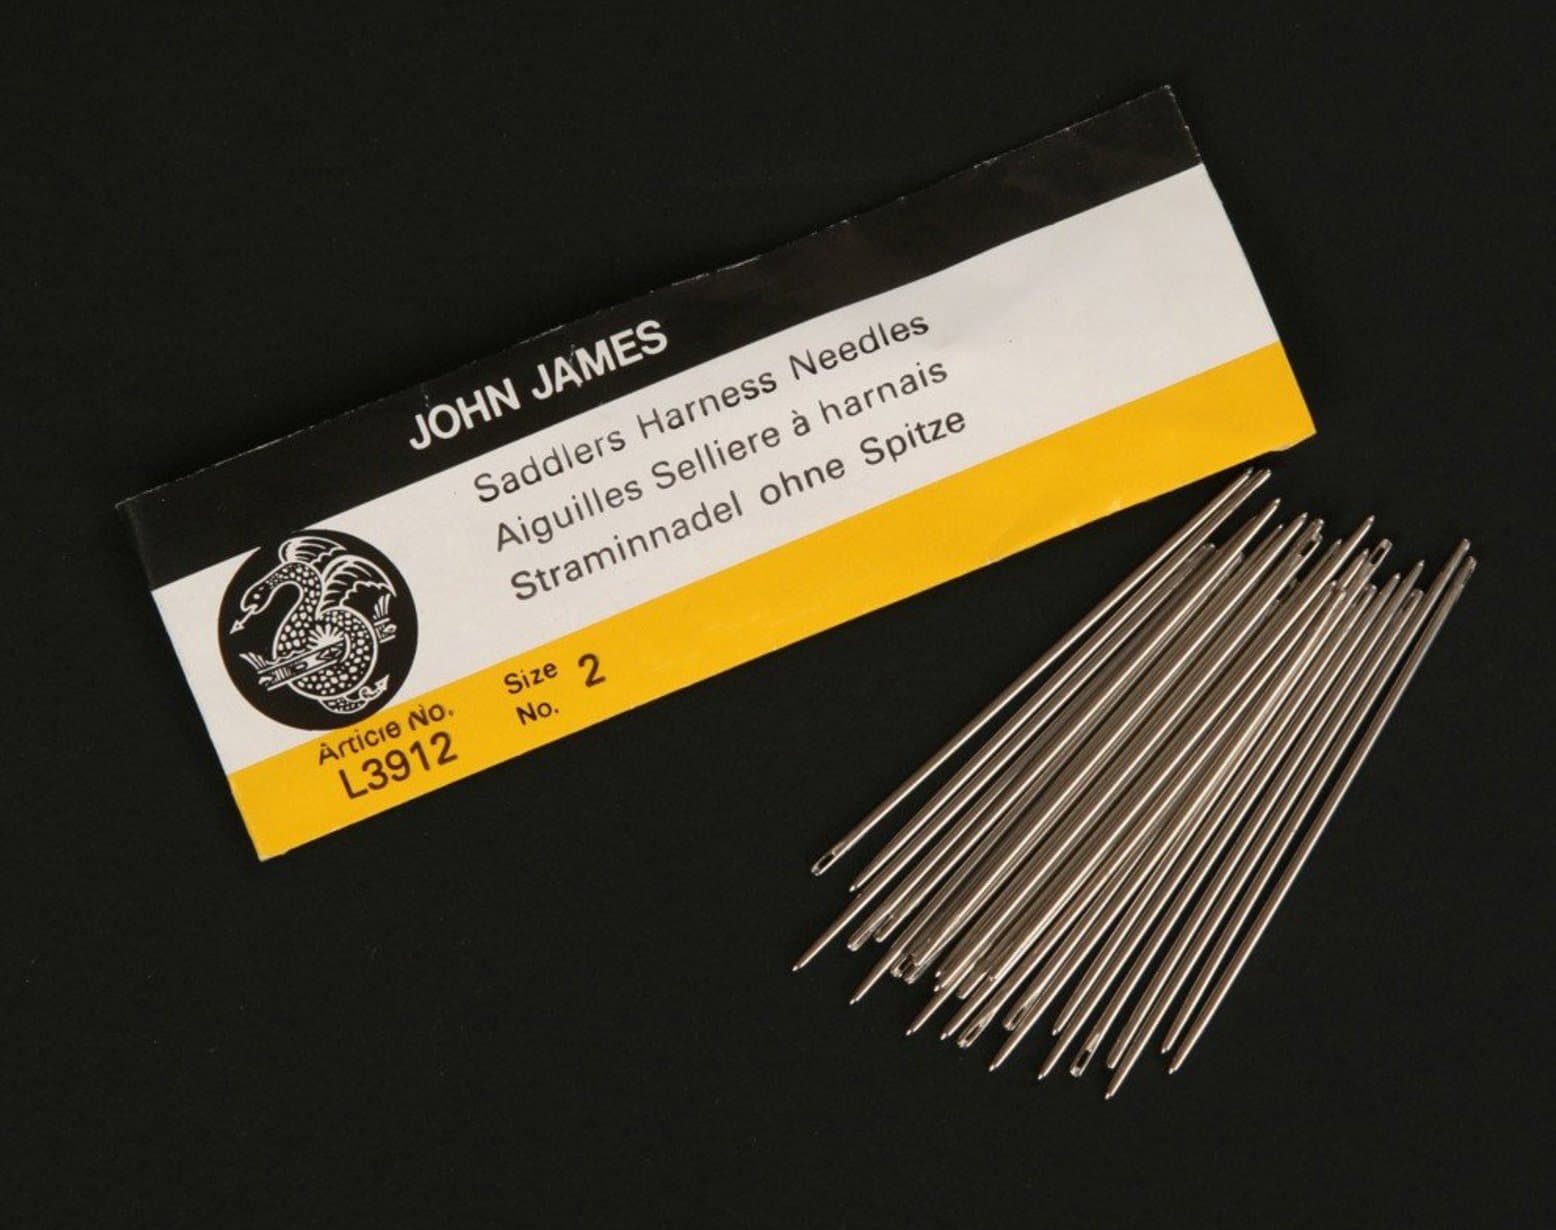 JOHN JAMES
Saddlers Harness Needles
Aiguilles Selliere à harnais
Straminnadel ohne Spitze
Article No.
L3912
Size
No. 2